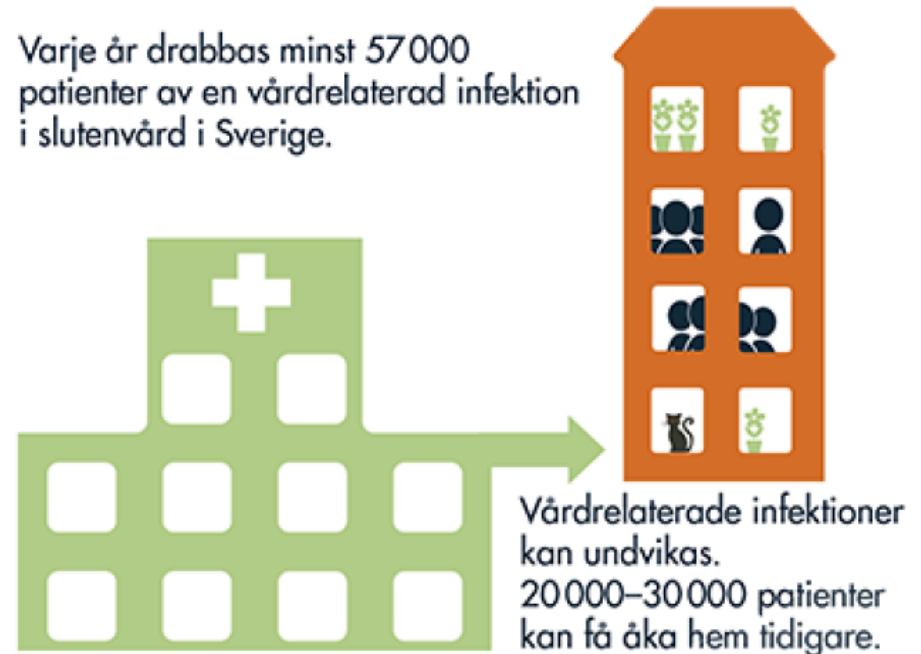 Varje år drabbas minst 57 000
patienter av en vårdrelaterad infektion
i slutenvård i Sverige.
Vårdrelaterade infektioner
kan undvikas.
20 000–30 000 patienter
kan få åka hem tidigare.